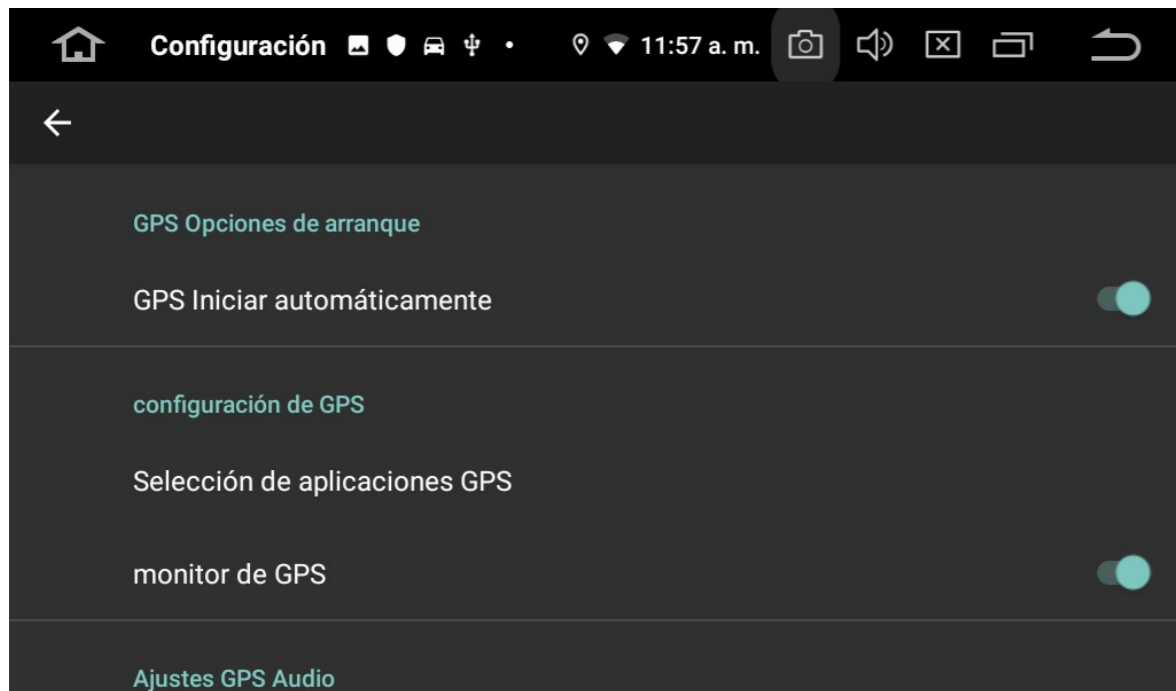 Configuración 11:57 a. m.
GPS Opciones de arranque
GPS Iniciar automáticamente
configuración de GPS
Selección de aplicaciones GPS
monitor de GPS
Ajustes GPS Audio